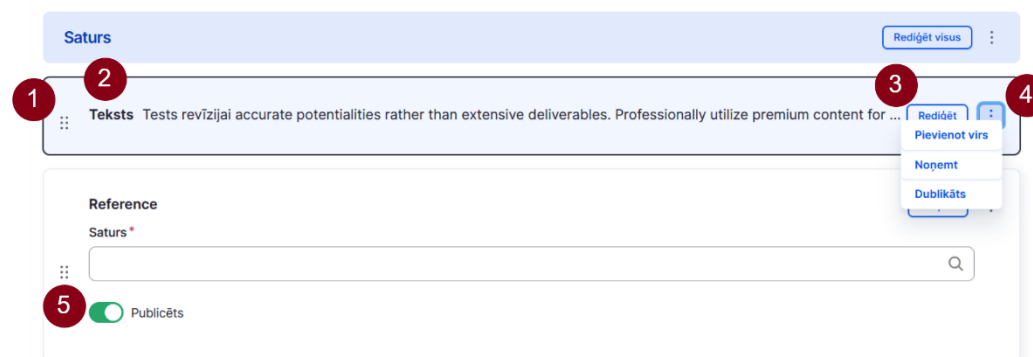 Saturs
Rediģēt visus
1
2
3
4
Teksts Tests revīzijai accurate potentialities rather than extensive deliverables. Professionally utilize premium content for ...
Rediģēt
Pievienot virs
Noņemt
Dublikāts
Reference
Saturs*
5
Publicēts